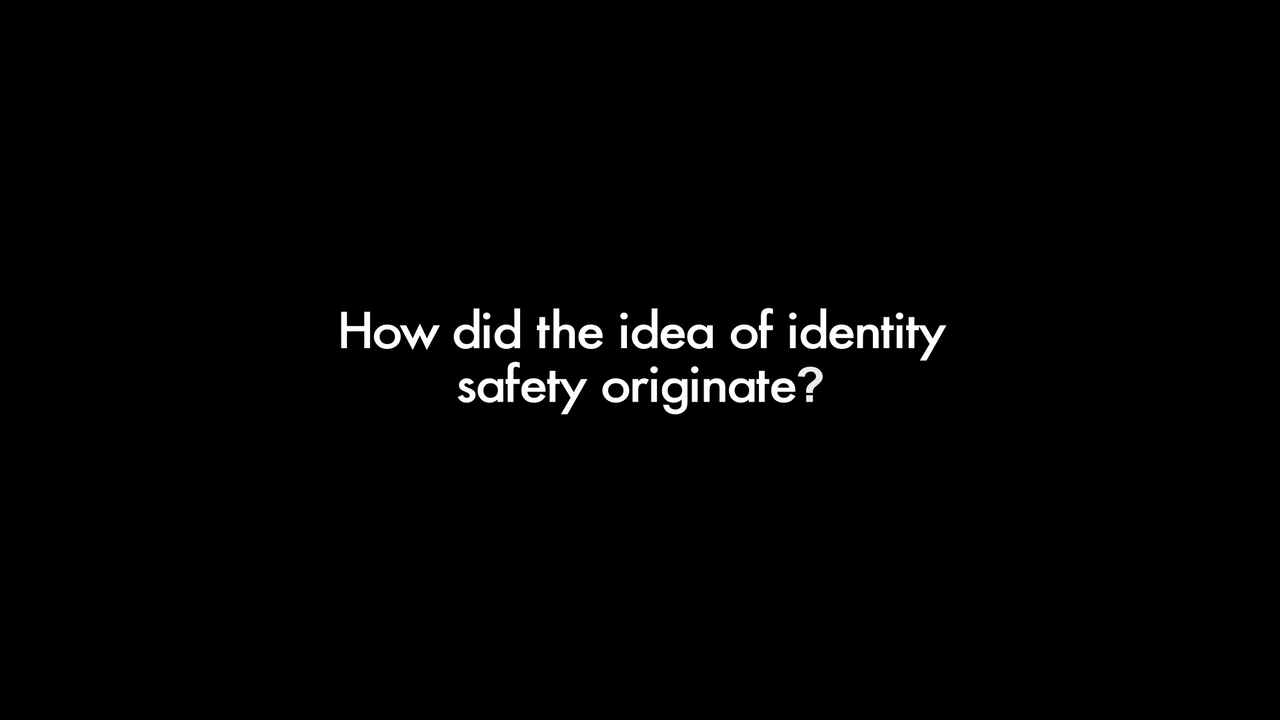 How did the idea of identity
safety originate?